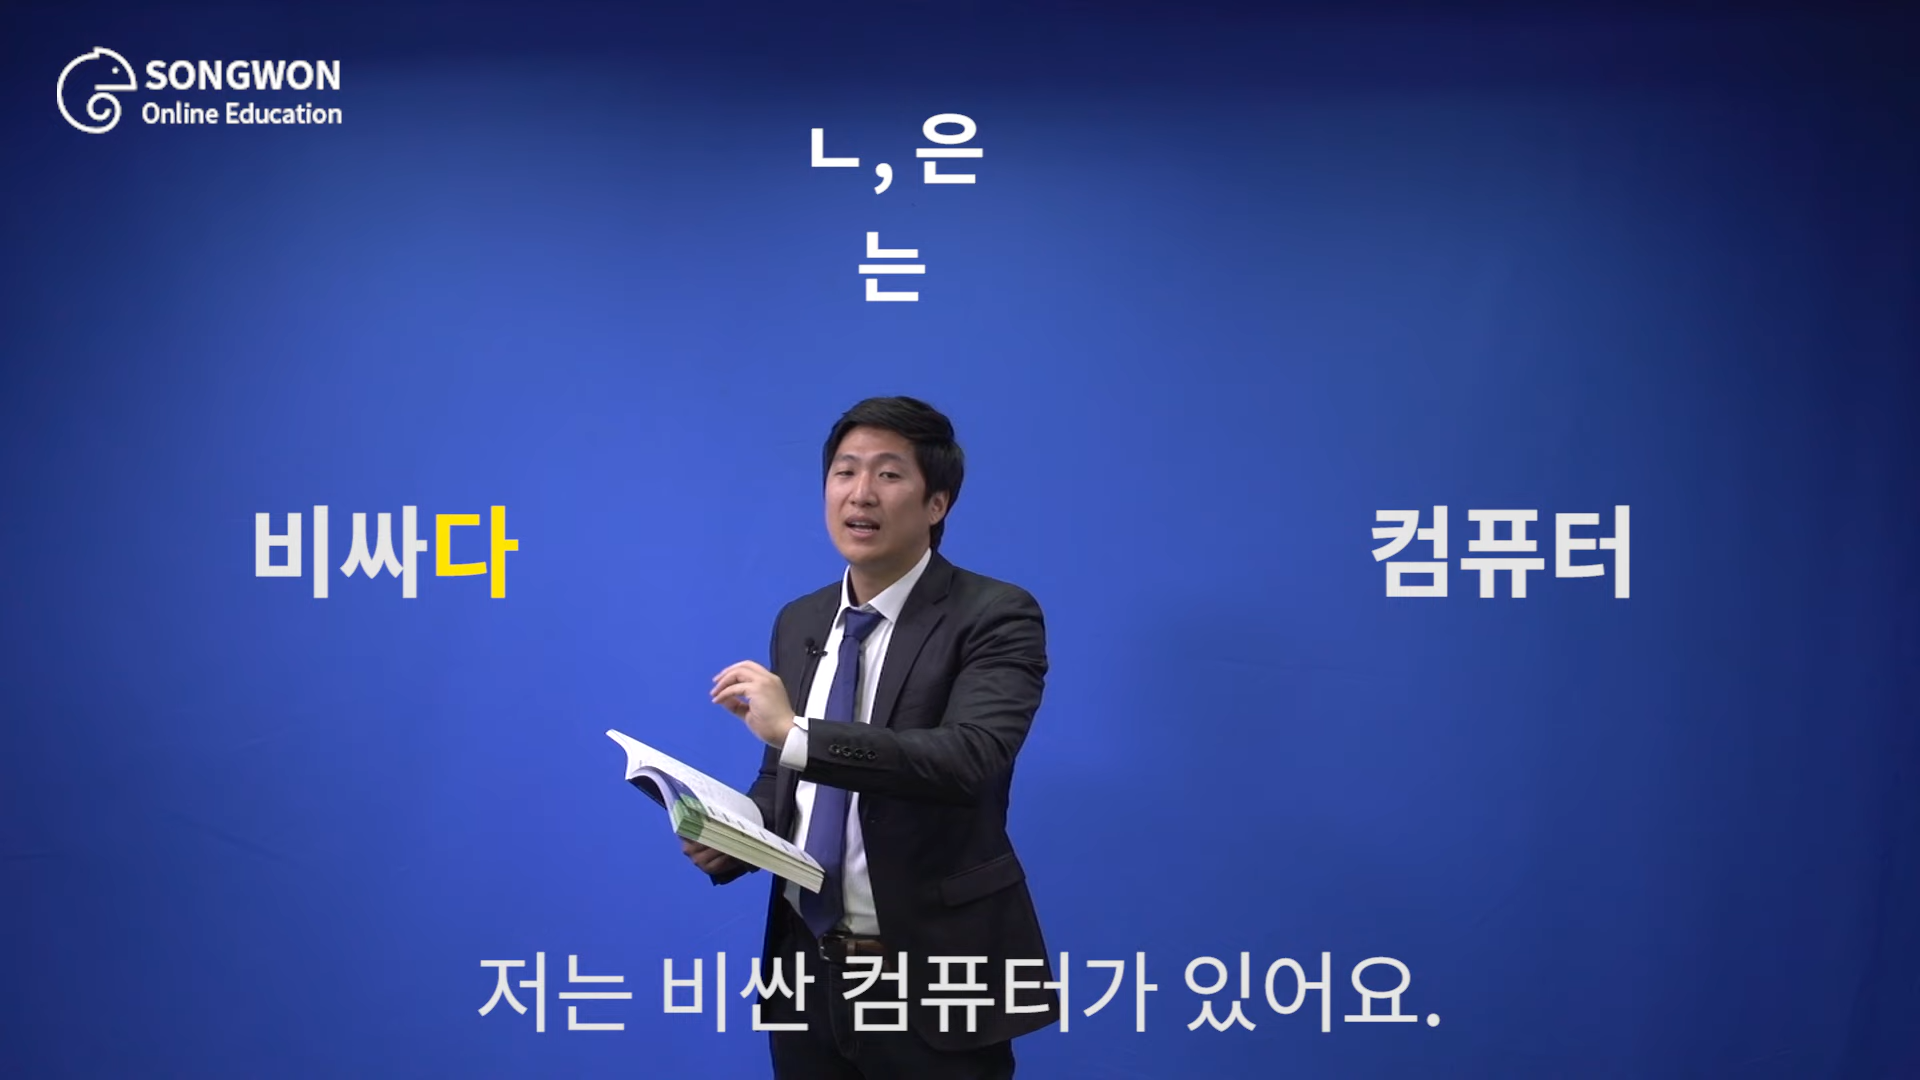 SONGWON
Online Education
ㄴ, 은
는
비싸다
컴퓨터
저는 비싼 컴퓨터가 있어요.